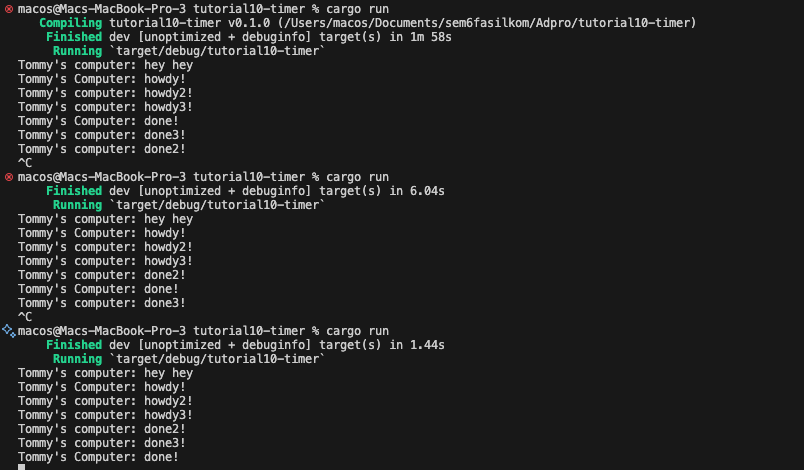 macos@Macs-MacBook-Pro-3 tutorial10-timer % cargo run
   Compiling tutorial10-timer v0.1.0 (/Users/macos/Documents/sem6fasilkom/Adpro/tutorial10-timer)
    Finished dev [unoptimized + debuginfo] target(s) in 1m 58s
     Running `target/debug/tutorial10-timer`
Tommy's computer: hey hey
Tommy's Computer: howdy!
Tommy's computer: howdy2!
Tommy's computer: howdy3!
Tommy's Computer: done!
Tommy's computer: done3!
Tommy's computer: done2!
^C
macos@Macs-MacBook-Pro-3 tutorial10-timer % cargo run
    Finished dev [unoptimized + debuginfo] target(s) in 6.04s
     Running `target/debug/tutorial10-timer`
Tommy's computer: hey hey
Tommy's Computer: howdy!
Tommy's computer: howdy2!
Tommy's computer: howdy3!
Tommy's computer: done2!
Tommy's Computer: done!
Tommy's computer: done3!
^C
macos@Macs-MacBook-Pro-3 tutorial10-timer % cargo run
    Finished dev [unoptimized + debuginfo] target(s) in 1.44s
     Running `target/debug/tutorial10-timer`
Tommy's computer: hey hey
Tommy's Computer: howdy!
Tommy's computer: howdy2!
Tommy's computer: howdy3!
Tommy's computer: done2!
Tommy's computer: done3!
Tommy's Computer: done!